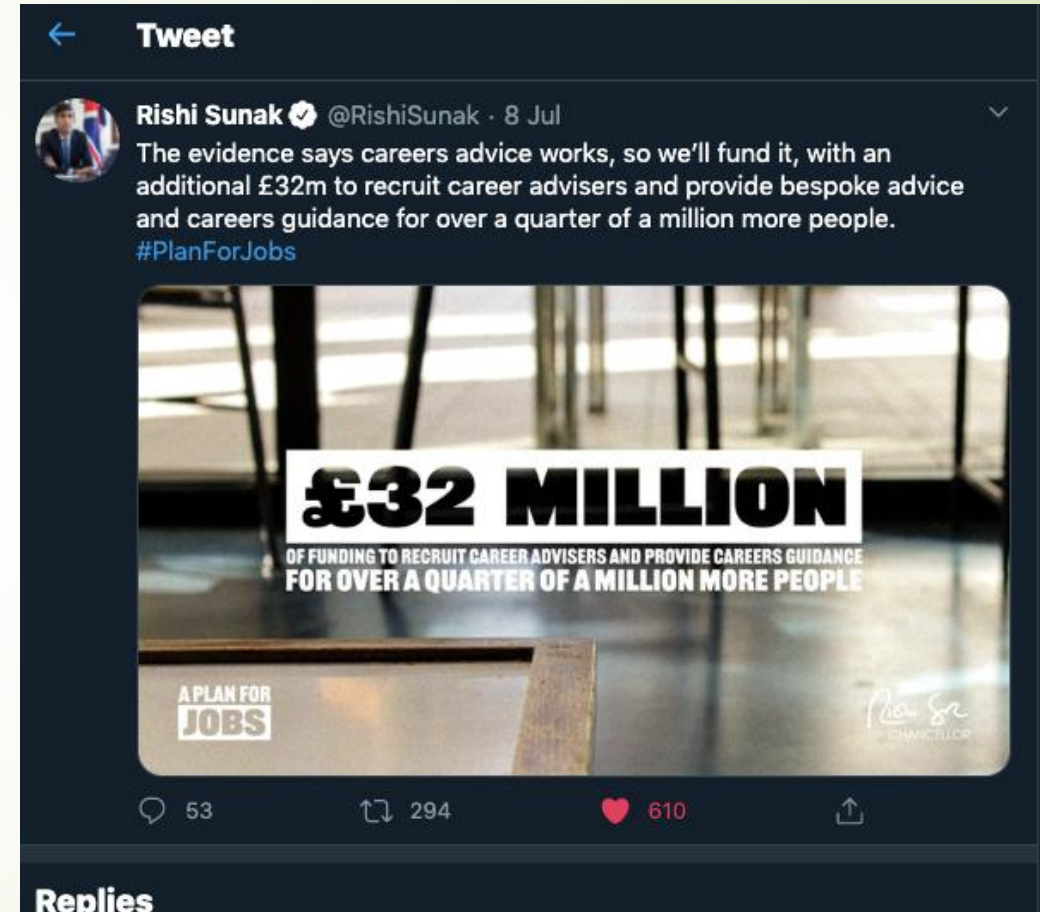 Tweet
Rishi Sunak @RishiSunak · 8 Jul
The evidence says careers advice works, so we’ll fund it, with an
additional £32m to recruit career advisers and provide bespoke advice
and careers guidance for over a quarter of a million more people.
#PlanForJobs
£32 MILLION
OF FUNDING TO RECRUIT CAREER ADVISERS AND PROVIDE CAREERS GUIDANCE
FOR OVER A QUARTER OF A MILLION MORE PEOPLE
A PLAN FOR
JOBS
Rishi Sunak
CHANCELLOR
53 294 610
Replies